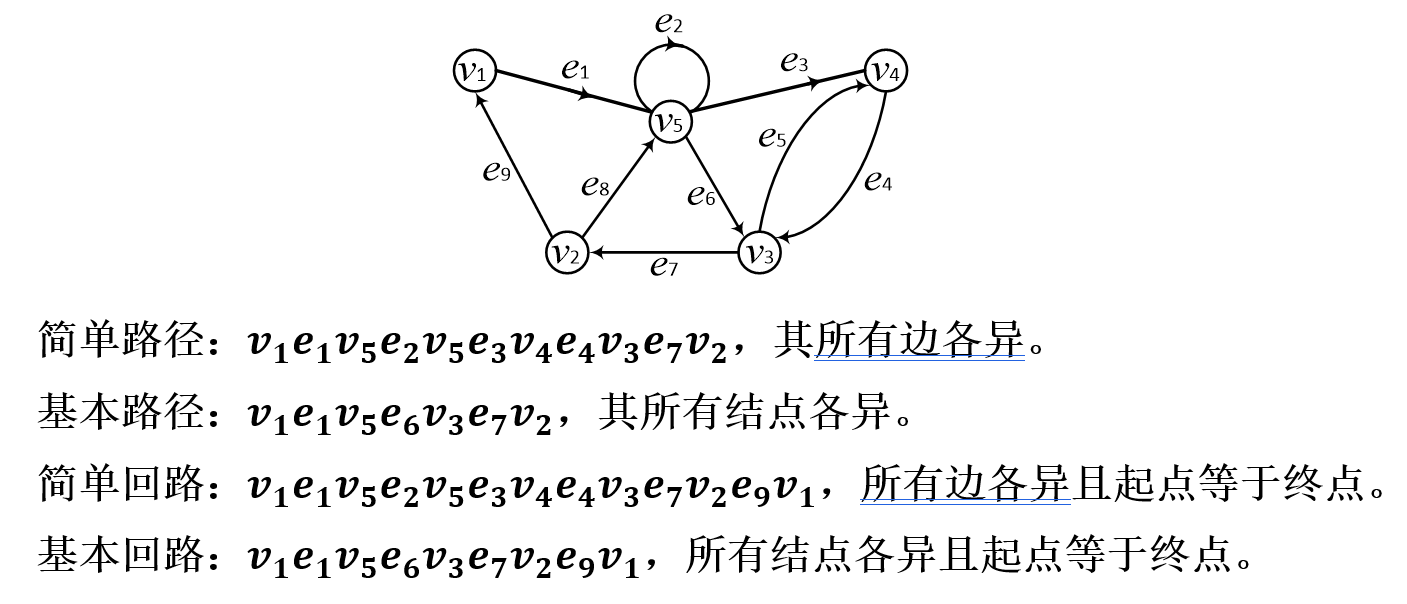 e₂
v₁ e₁ e₃ v₄
v₅ e₅
e₉ e₈ e₆ e₄
v₂ e₇ v₃
简单路径：v₁e₁v₅e₂v₅e₃v₄e₄v₃e₇v₂，其所有边各异。
基本路径：v₁e₁v₅e₆v₃e₇v₂，其所有结点各异。
简单回路：v₁e₁v₅e₂v₅e₃v₄e₄v₃e₇v₂e₉v₁，所有边各异且起点等于终点。
基本回路：v₁e₁v₅e₆v₃e₇v₂e₉v₁，所有结点各异且起点等于终点。